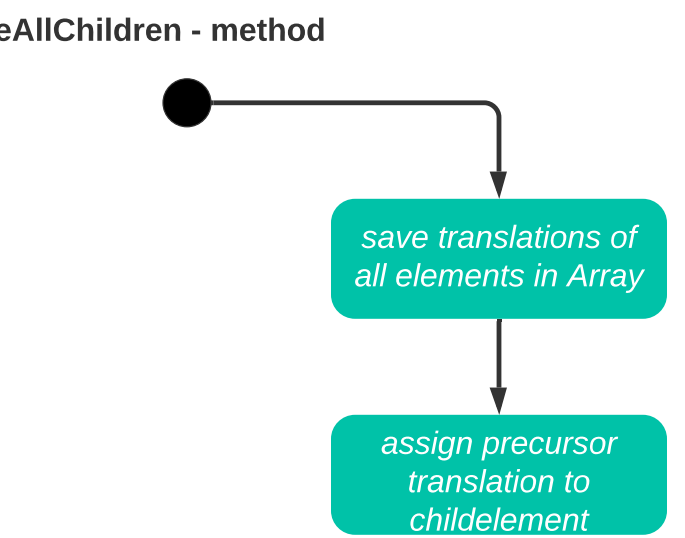 eAllChildren - method
save translations of
all elements in Array
assign precursor
translation to
childelement